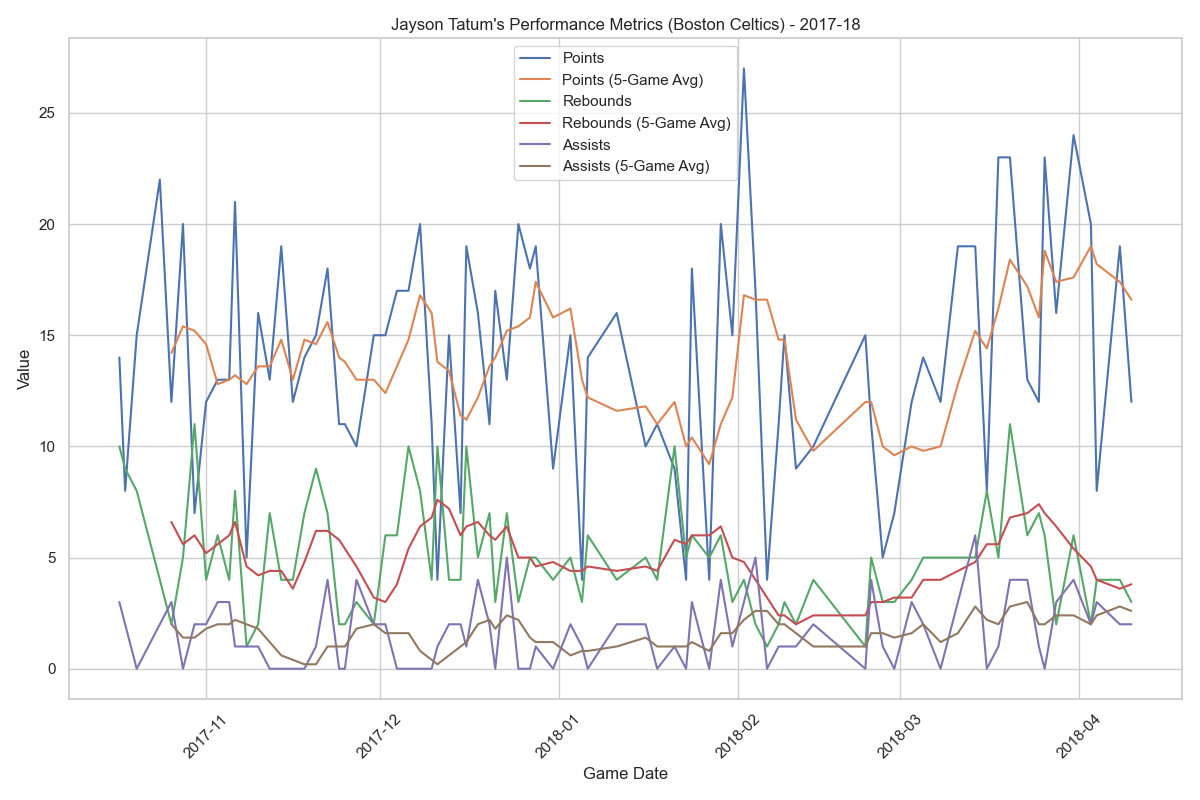 Jayson Tatum's Performance Metrics (Boston Celtics) - 2017-18
Points
Points (5-Game Avg)
Rebounds
Rebounds (5-Game Avg)
Assists
Assists (5-Game Avg)
25
20
15
10
5
0
Value
2017-11
2017-12
2018-01
2018-02
2018-03
2018-04
Game Date